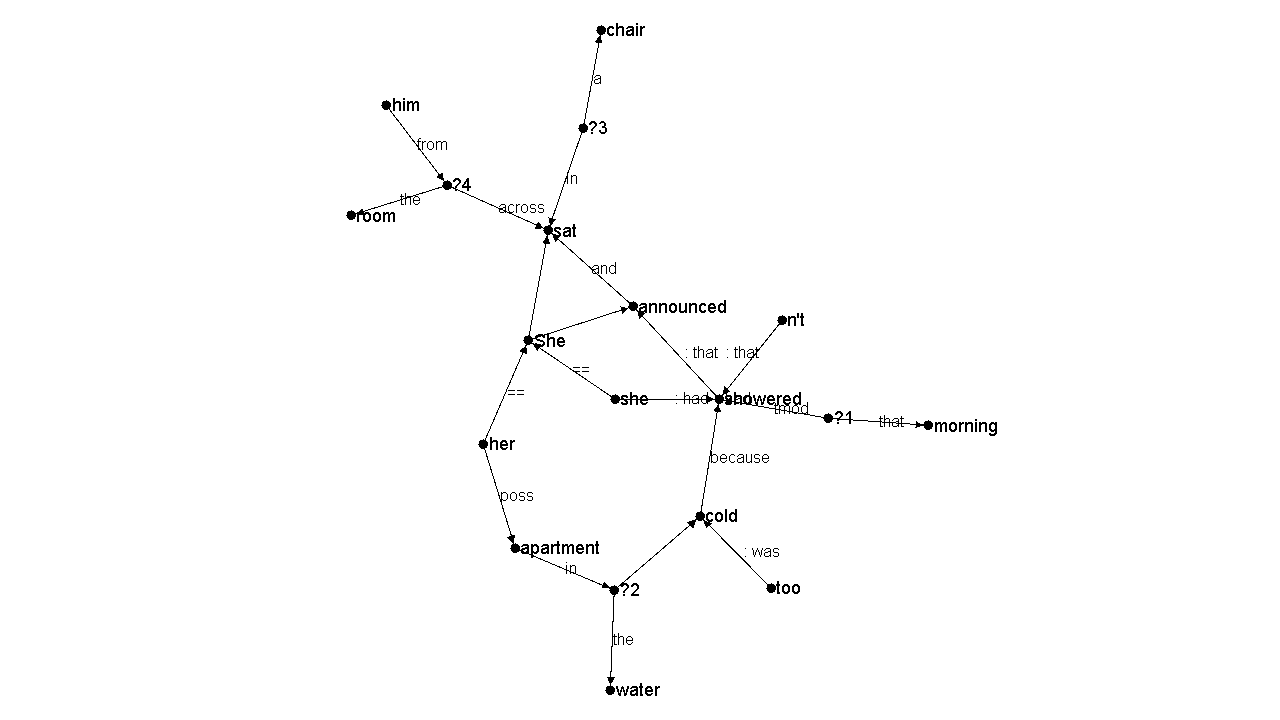 chair
a
him
?3
from
in
?4
the
across
room
sat
and
announced
n't
She
: that : that
==
she
: had
showered
==
tmod
?1
that
morning
her
because
poss
cold
apartment
: was
in
?2
too
the
water